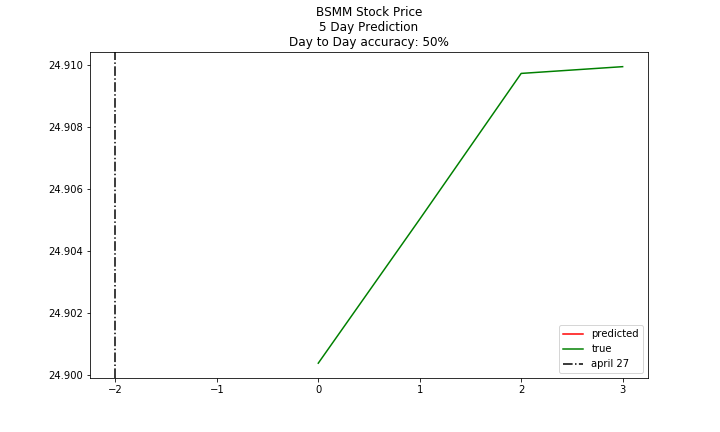 BSMM Stock Price
5 Day Prediction
Day to Day accuracy: 50%
24.910
24.908
24.906
24.904
24.902
24.900
−2
−1
0
1
2
3
predicted
true
april 27